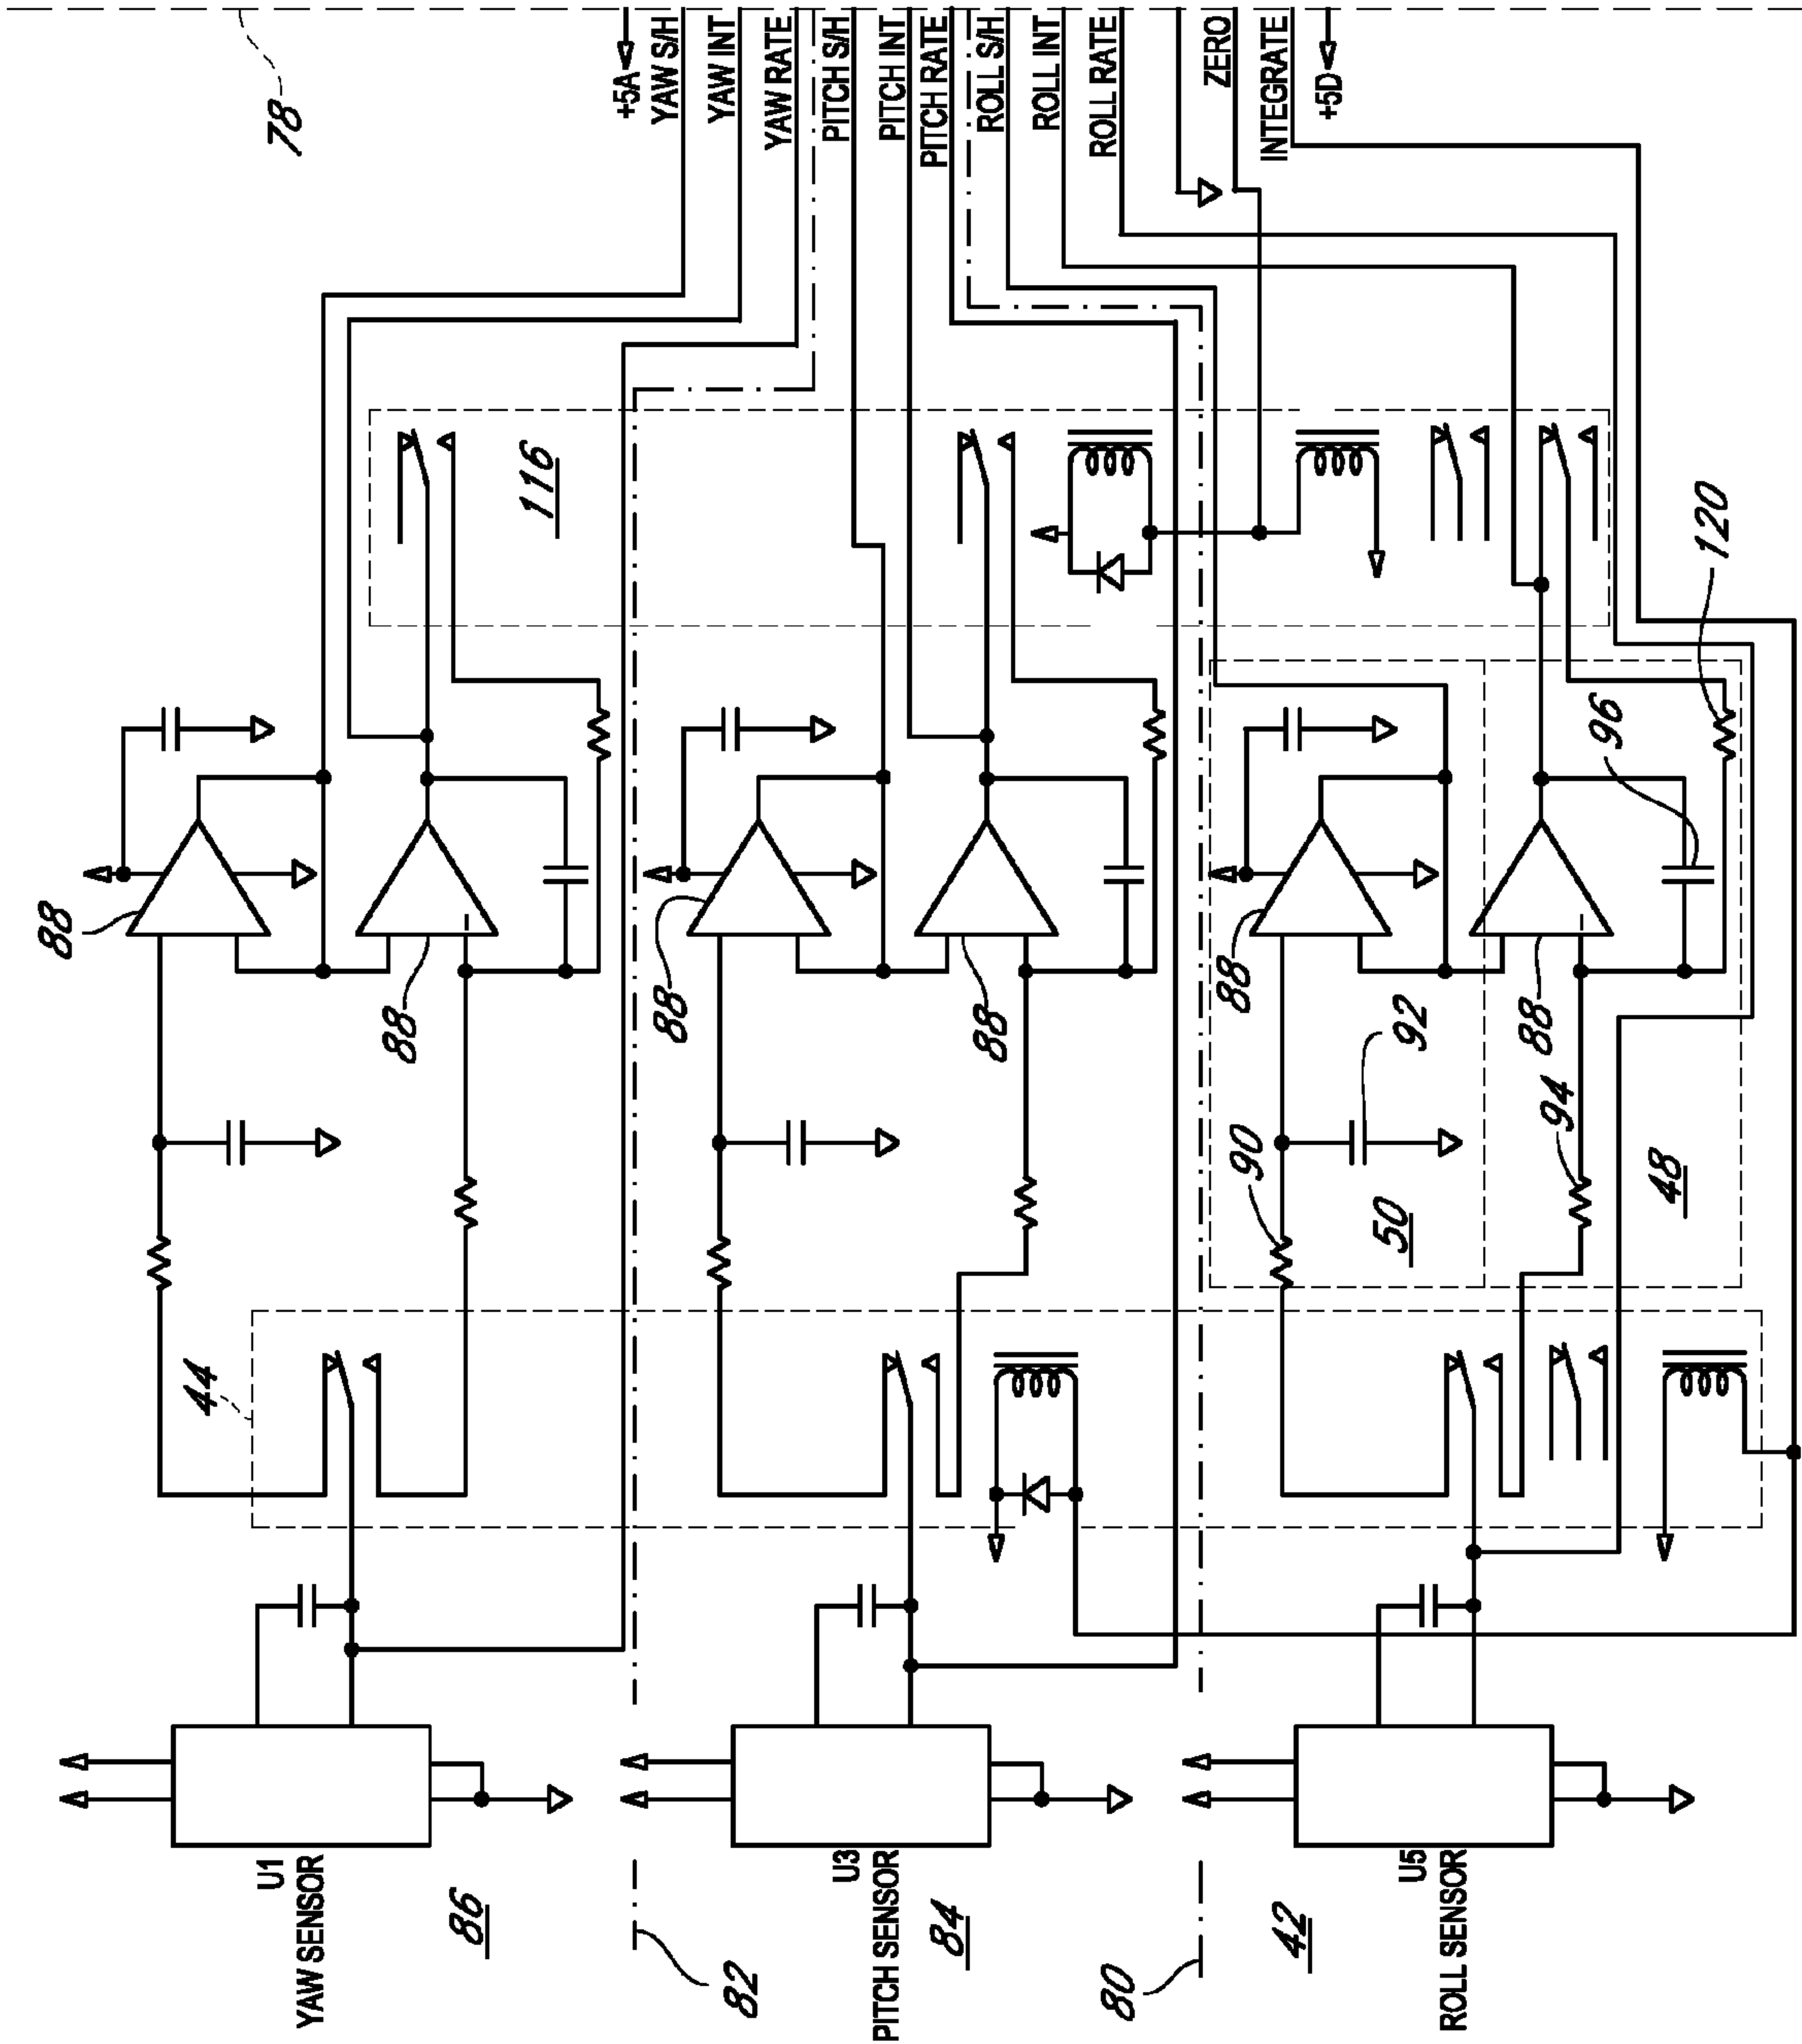 78
+5A
YAW S/H
YAW INT
YAW RATE
PITCH S/H
PITCH INT
PITCH RATE
ROLL S/H
ROLL INT
ROLL RATE
ZERO
INTEGRATE
+5D
116
120
88
88
88
88
88
88
96
92
90
94
50
48
44
U1
YAW SENSOR
86
82
U3
PITCH SENSOR
84
80
U5
ROLL SENSOR
42